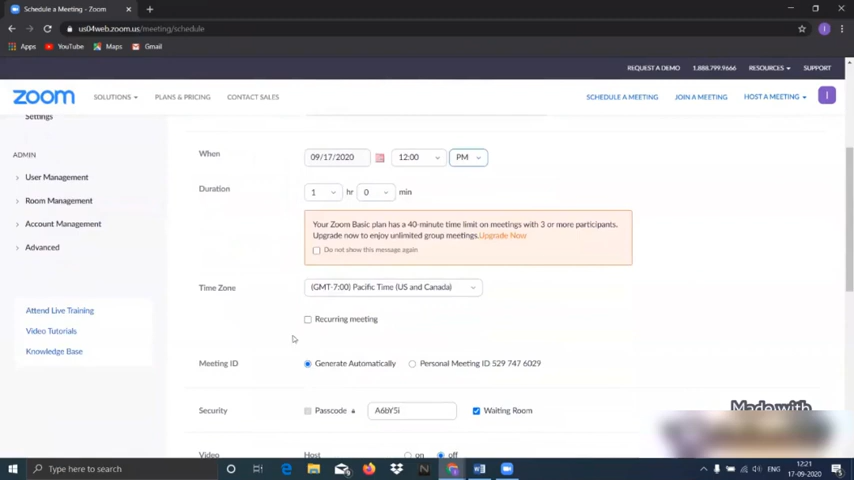 Schedule a Meeting - Zoom
us04web.zoom.us/meeting/schedule
Apps YouTube Maps Gmail
REQUEST A DEMO 1.888.799.9666 RESOURCES SUPPORT
zoom SOLUTIONS PLANS & PRICING CONTACT SALES SCHEDULE A MEETING JOIN A MEETING HOST A MEETING I
Settings
ADMIN
User Management
Room Management
Account Management
Advanced
Attend Live Training
Video Tutorials
Knowledge Base
When 09/17/2020 12:00 PM
Duration 1 hr 0 min
Your Zoom Basic plan has a 40-minute time limit on meetings with 3 or more participants.
Upgrade now to enjoy unlimited group meetings.Upgrade Now
Do not show this message again
Time Zone (GMT-7:00) Pacific Time (US and Canada)
Recurring meeting
Meeting ID Generate Automatically Personal Meeting ID 529 747 6029
Security Passcode A6bY5i Waiting Room
Made with
Video Host on off
Type here to search
ENG
12:21
17-09-2020